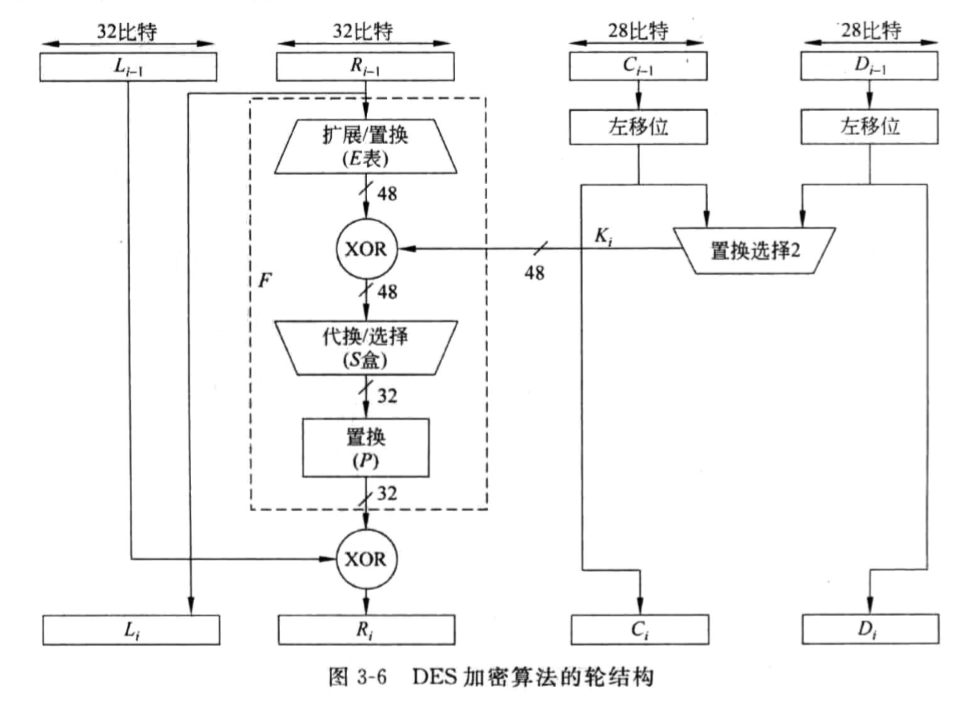 32比特 32比特 28比特 28比特
L_{i-1} R_{i-1} C_{i-1} D_{i-1}
左移位 左移位
扩展/置换
(E表)
48
XOR
K_i
置换选择2
48
F
48
代换/选择
(S盒)
32
置换
(P)
32
XOR
L_i R_i C_i D_i
图 3-6 DES 加密算法的轮结构